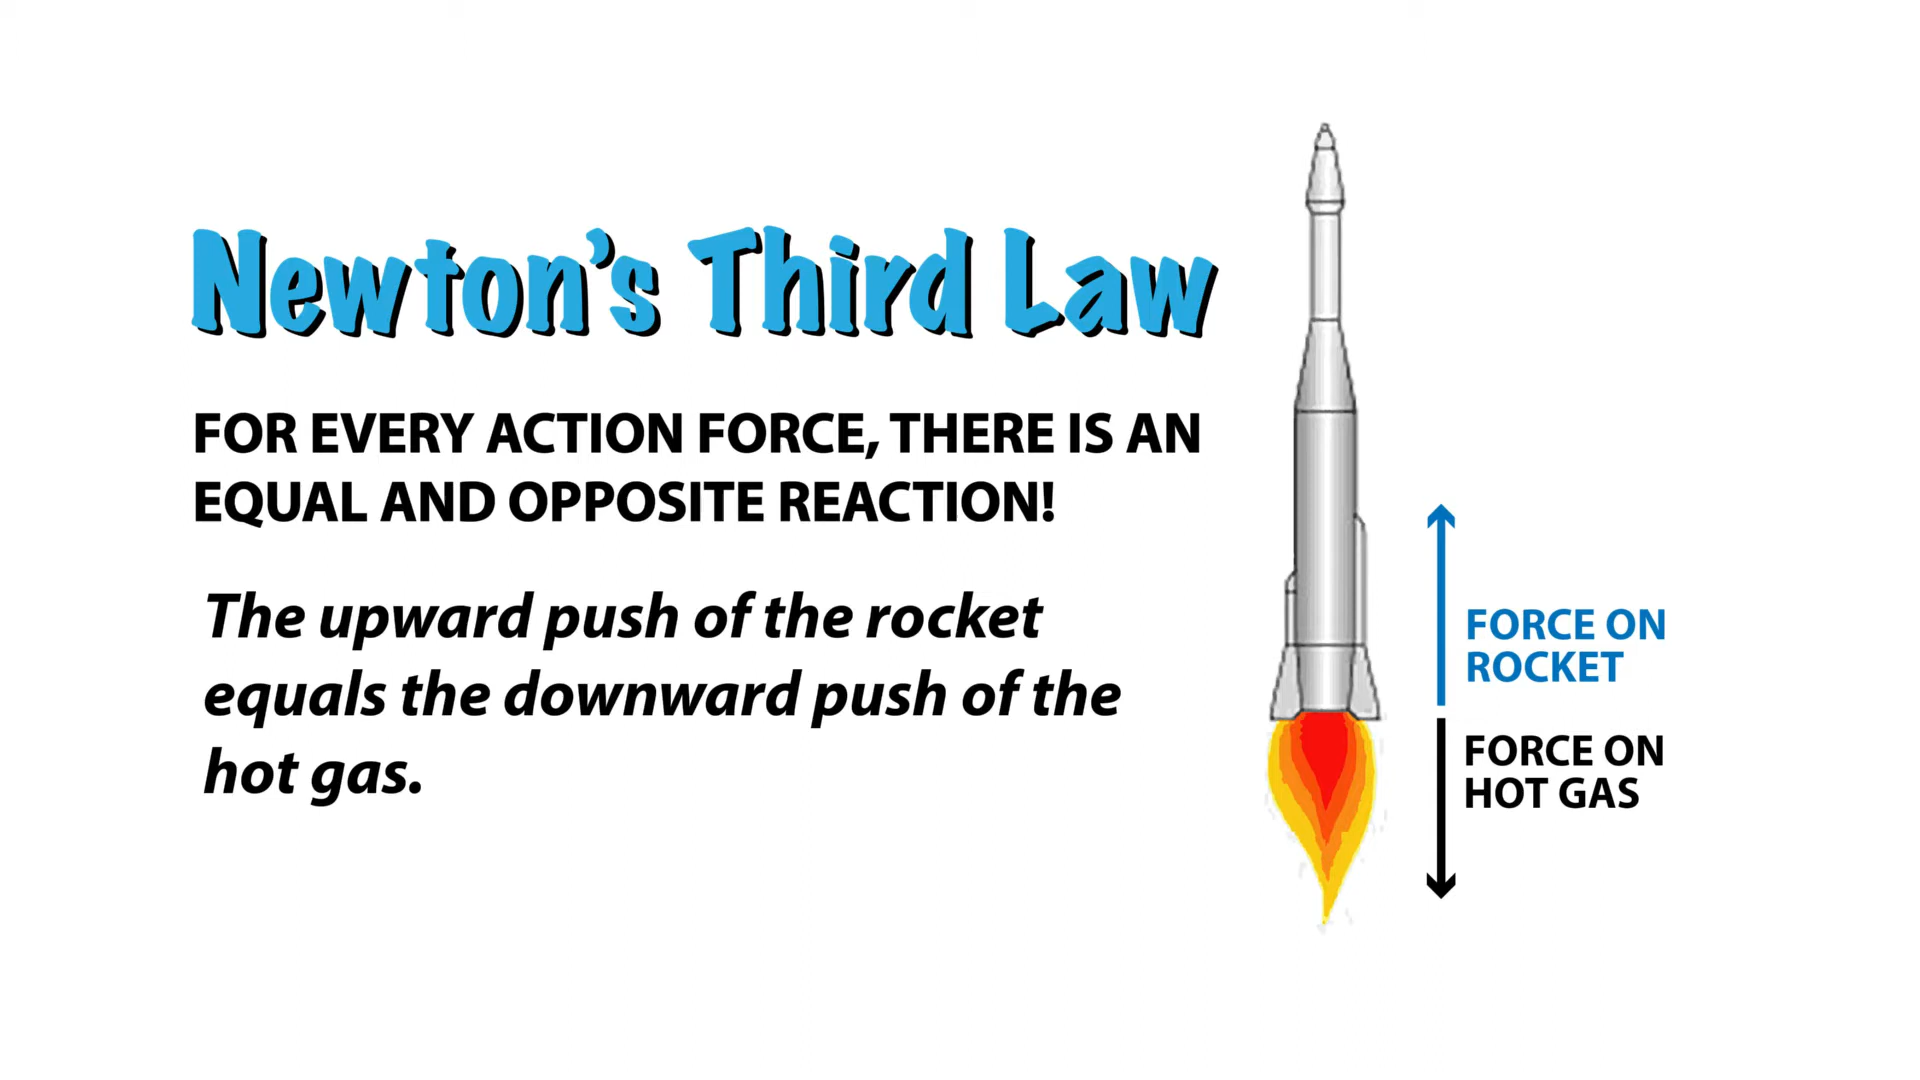 Newton's Third Law
FOR EVERY ACTION FORCE, THERE IS AN
EQUAL AND OPPOSITE REACTION!
The upward push of the rocket
equals the downward push of the
hot gas.
FORCE ON
ROCKET
FORCE ON
HOT GAS